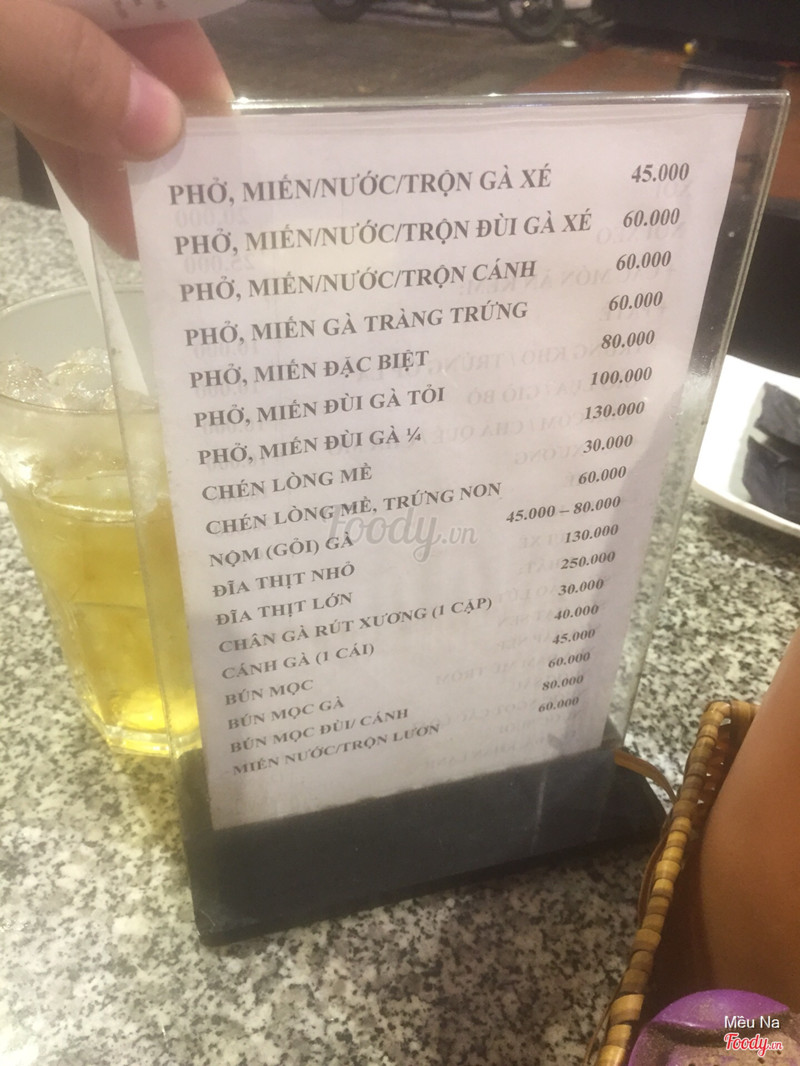 PHỞ, MIẾN/NƯỚC/TRỘN GÀ XÉ 45.000
PHỞ, MIẾN/NƯỚC/TRỘN ĐÙI GÀ XÉ 60.000
PHỞ, MIẾN/NƯỚC/TRỘN CÁNH 60.000
PHỞ, MIẾN GÀ TRÀNG TRỨNG 60.000
PHỞ, MIẾN ĐẶC BIỆT 80.000
PHỞ, MIẾN ĐÙI GÀ TỎI 100.000
PHỞ, MIẾN ĐÙI GÀ ¼ 130.000
CHÉN LÒNG MỀ 30.000
CHÉN LÒNG MỀ, TRỨNG NON 60.000
NỘM (GỎI) GÀ 45.000 – 80.000
ĐĨA THỊT NHỎ 130.000
ĐĨA THỊT LỚN 250.000
CHÂN GÀ RÚT XƯƠNG (1 CẶP) 30.000
CÁNH GÀ (1 CÁI) 40.000
BÚN MỌC 45.000
BÚN MỌC GÀ 60.000
BÚN MỌC ĐÙI/ CÁNH 80.000
MIẾN NƯỚC/TRỘN LƯƠN 60.000
Foody.vn
Mều Na
Foody.vn